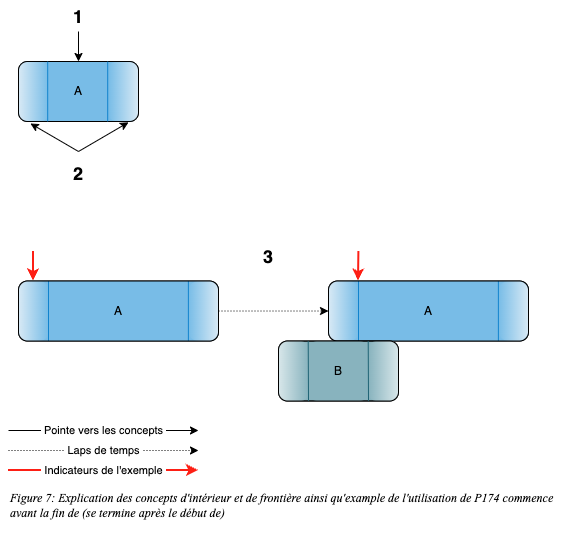 1
A
2
3
A
A
B
Pointe vers les concepts
Laps de temps
Indicateurs de l'exemple
Figure 7: Explication des concepts d'intérieur et de frontière ainsi qu'example de l'utilisation de P174 commence
avant la fin de (se termine après le début de)